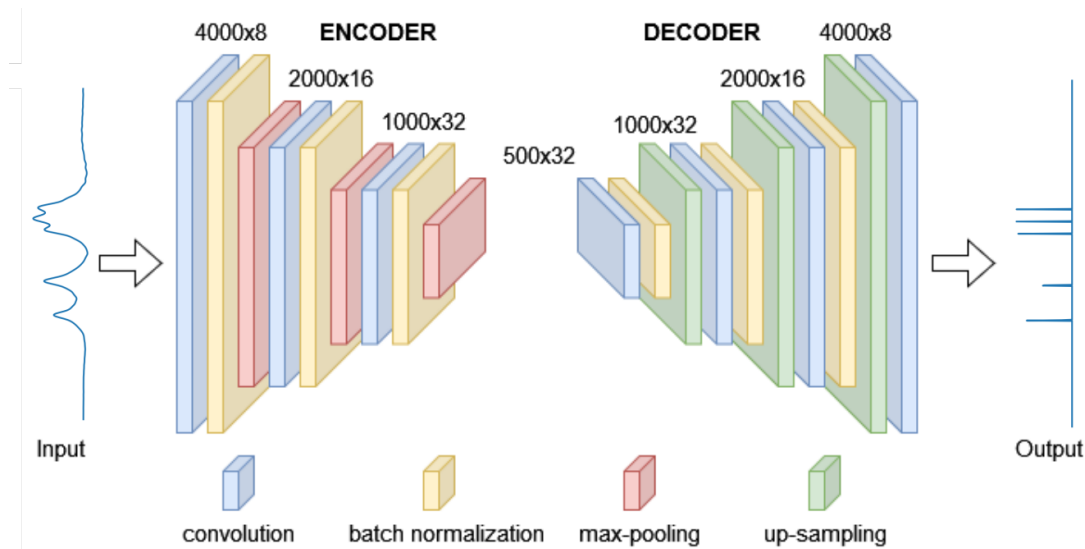 4000x8
ENCODER
DECODER
4000x8
2000x16
2000x16
1000x32
1000x32
500x32
Input
Output
convolution
batch normalization
max-pooling
up-sampling